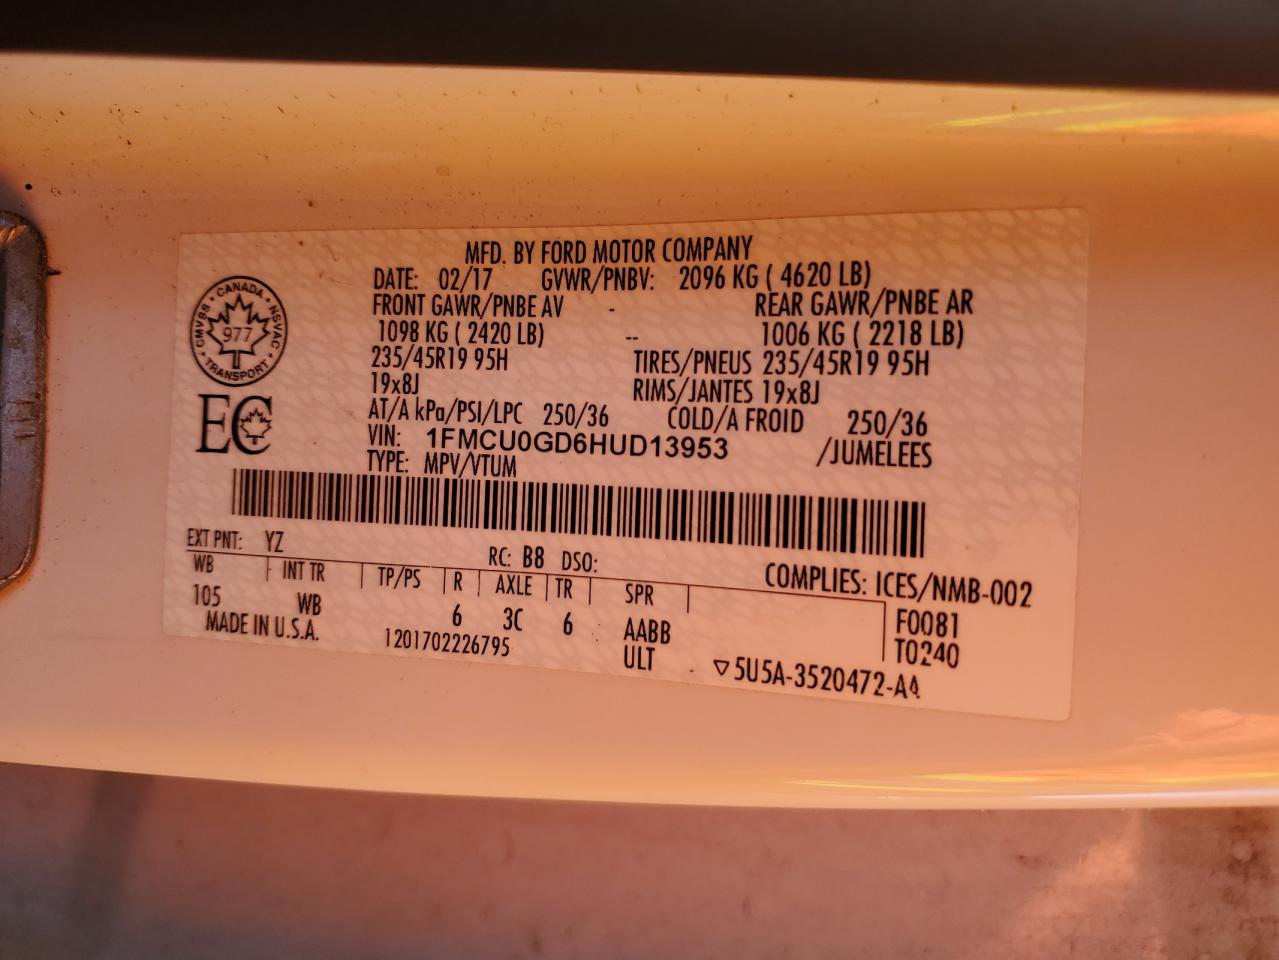 MFD. BY FORD MOTOR COMPANY
DATE: 02/17 GVWR/PNBV: 2096 KG ( 4620 LB)
FRONT GAWR/PNBE AV - REAR GAWR/PNBE AR
1098 KG ( 2420 LB) -- 1006 KG ( 2218 LB)
235/45R19 95H TIRES/PNEUS 235/45R19 95H
19x8J RIMS/JANTES 19x8J
AT/A kPa/PSI/LPC 250/36 COLD/A FROID 250/36
VIN: 1FMCU0GD6HUD13953 /JUMELEES
TYPE: MPV/VTUM
CANADA
CMVSS 977 NSVAC
TRANSPORT
EC
EXT PNT: YZ RC: B8 DSO:
COMPLIES: ICES/NMB-002
WB INT TR TP/PS R AXLE TR SPR
105 WB 6 3C 6 AABB F0081
MADE IN U.S.A. 1201702226795 ULT T0240
5U5A-3520472-AA